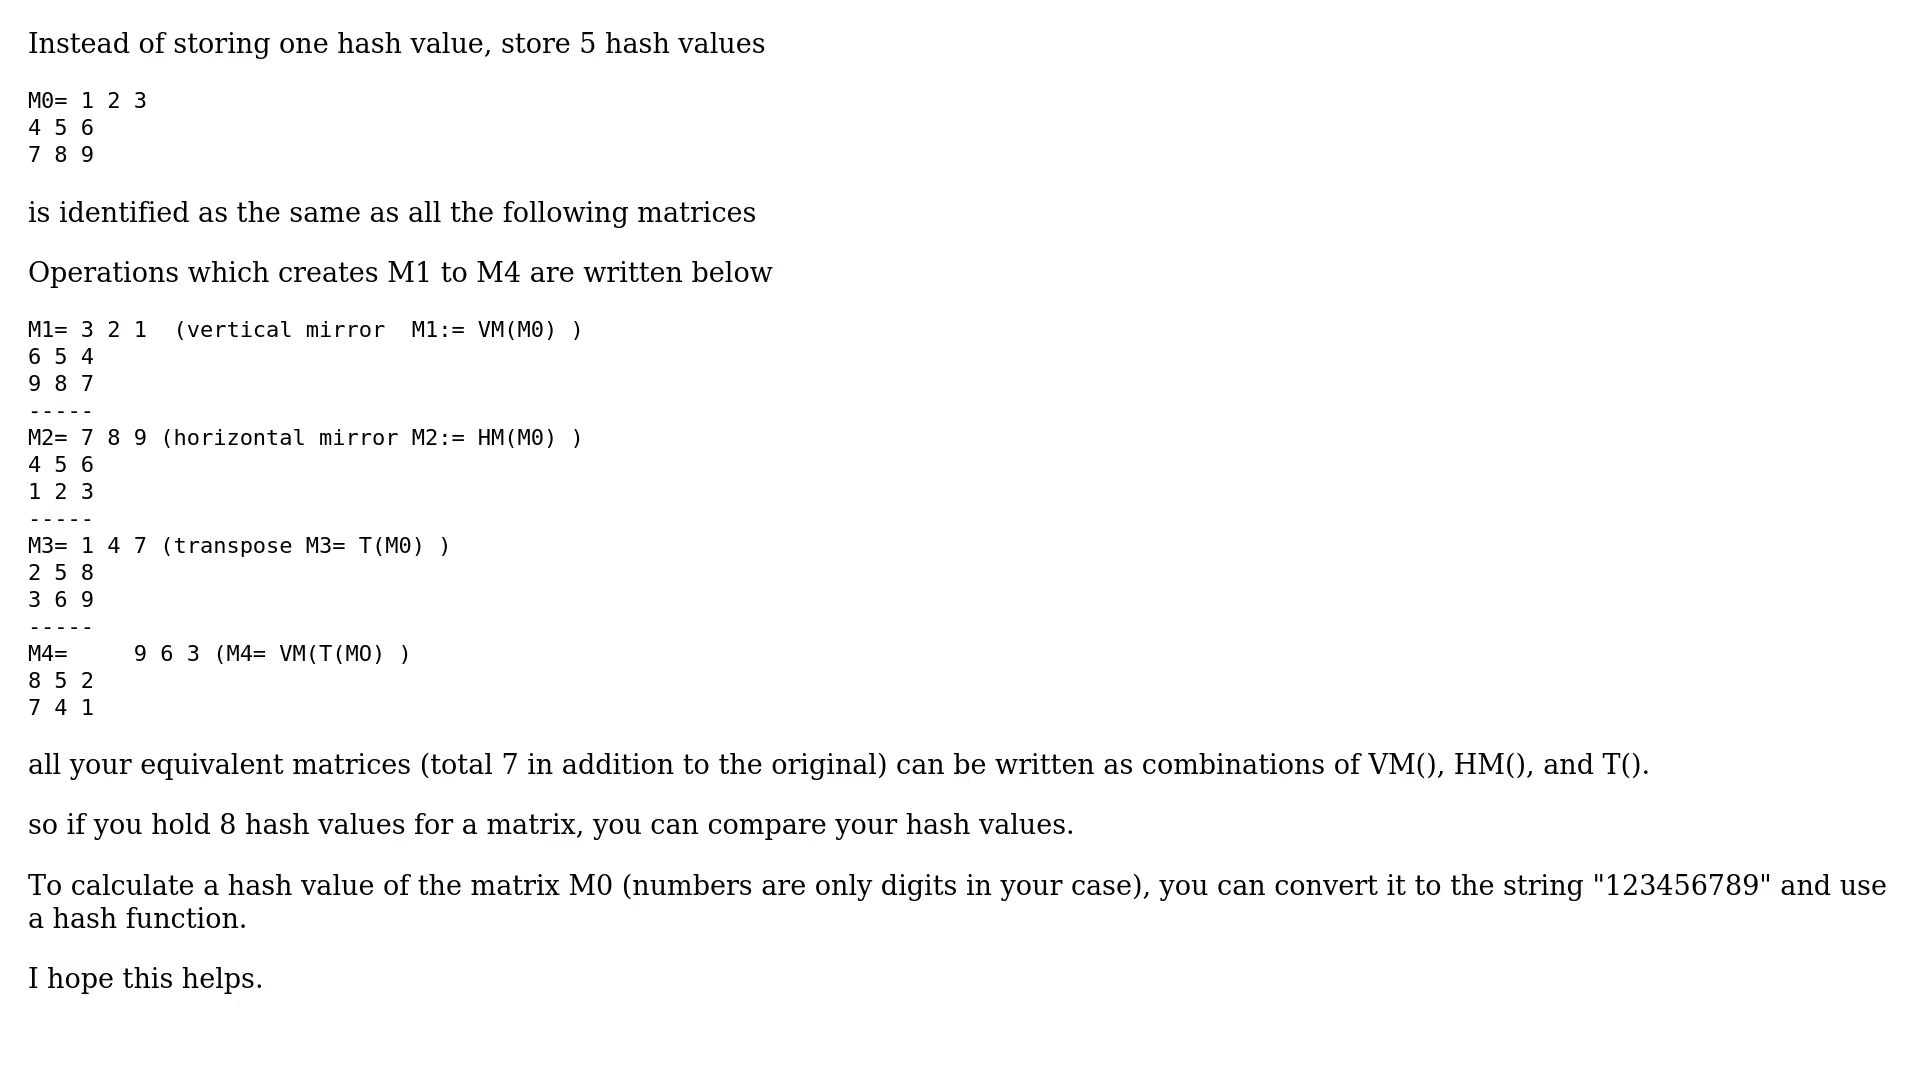 Instead of storing one hash value, store 5 hash values
M0= 1 2 3
4 5 6
7 8 9
is identified as the same as all the following matrices
Operations which creates M1 to M4 are written below
M1= 3 2 1  (vertical mirror  M1:= VM(M0) )
6 5 4
9 8 7
-----
M2= 7 8 9 (horizontal mirror M2:= HM(M0) )
4 5 6
1 2 3
-----
M3= 1 4 7 (transpose M3= T(M0) )
2 5 8
3 6 9
-----
M4=     9 6 3 (M4= VM(T(MO) )
8 5 2
7 4 1
all your equivalent matrices (total 7 in addition to the original) can be written as combinations of VM(), HM(), and T().
so if you hold 8 hash values for a matrix, you can compare your hash values.
To calculate a hash value of the matrix M0 (numbers are only digits in your case), you can convert it to the string "123456789" and use
a hash function.
I hope this helps.